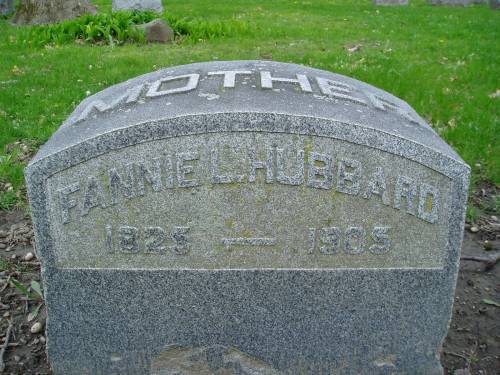 MOTHER
FANNIE L. HUBBARD
1825 — 1905